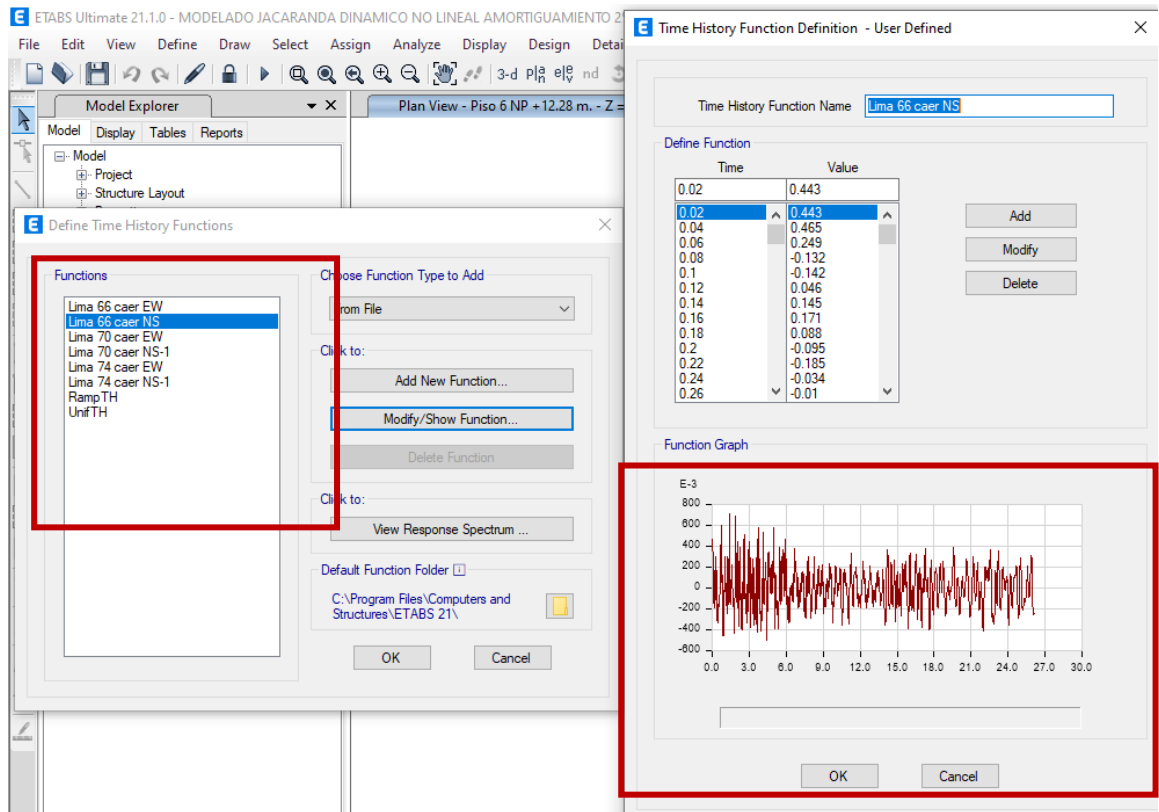 ETABS Ultimate 21.1.0 - MODELADO JACARANDA DINAMICO NO LINEAL AMORTIGUAMIENTO 2
File Edit View Define Draw Select Assign Analyze Display Design Detai
3-d nd
Model Explorer
Plan View - Piso 6 NP +12.28 m. - Z =
Model Display Tables Reports
Model
Project
Structure Layout
Define Time History Functions
Functions
Lima 66 caer EW
Lima 66 caer NS
Lima 70 caer EW
Lima 70 caer NS-1
Lima 74 caer EW
Lima 74 caer NS-1
RampTH
UnifTH
Choose Function Type to Add
From File
Click to:
Add New Function...
Modify/Show Function...
Delete Function
Click to:
View Response Spectrum ...
Default Function Folder
C:\Program Files\Computers and
Structures\ETABS 21\
OK Cancel
Time History Function Definition - User Defined
Time History Function Name Lima 66 caer NS
Define Function
Time Value
0.02 0.443
0.02 0.443
0.04 0.465
0.06 0.249
0.08 -0.132
0.1 -0.142
0.12 0.046
0.14 0.145
0.16 0.171
0.18 0.088
0.2 -0.095
0.22 -0.185
0.24 -0.034
0.26 -0.01
Add
Modify
Delete
Function Graph
E-3
800
600
400
200
0
-200
-400
-600
0.0 3.0 6.0 9.0 12.0 15.0 18.0 21.0 24.0 27.0 30.0
OK Cancel